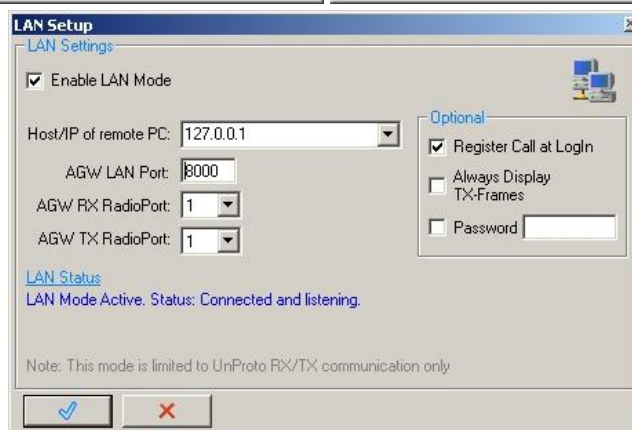 LAN Setup
LAN Settings
Enable LAN Mode
Host/IP of remote PC: 127.0.0.1
AGW LAN Port: 8000
AGW RX RadioPort: 1
AGW TX RadioPort: 1
Optional
Register Call at LogIn
Always Display
TX-Frames
Password
LAN Status
LAN Mode Active. Status: Connected and listening.
Note: This mode is limited to UnProto RX/TX communication only